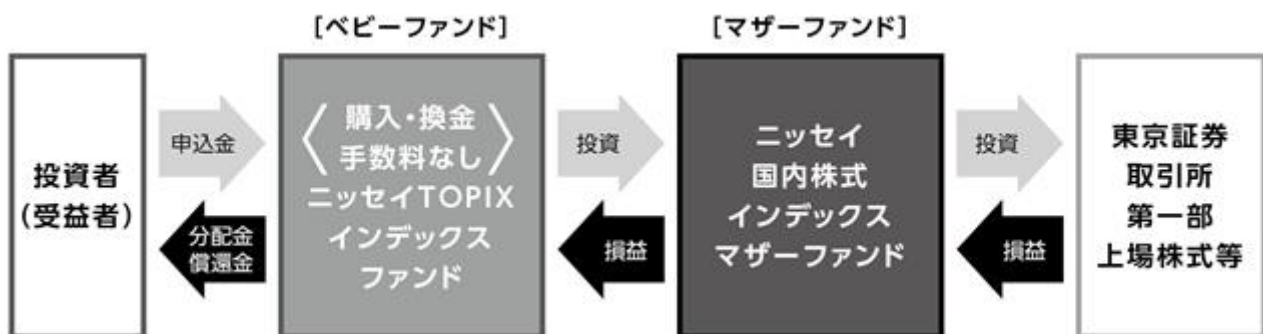 [ベビーファンド]
[マザーファンド]
投資者
(受益者)
申込金
分配金
償還金
〈購入・換金
手数料なし〉
ニッセイTOPIX
インデックス
ファンド
投資
損益
ニッセイ
国内株式
インデックス
マザーファンド
投資
損益
東京証券
取引所
第一部
上場株式等